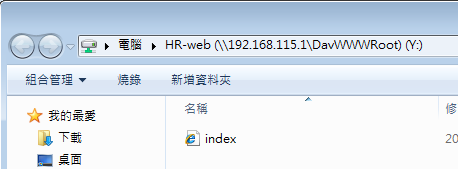 電腦 ▸ HR-web (\\192.168.115.1\DavWWWRoot) (Y:)
組合管理 燒錄 新增資料夾
我的最愛
下載
桌面
名稱 修
index 20